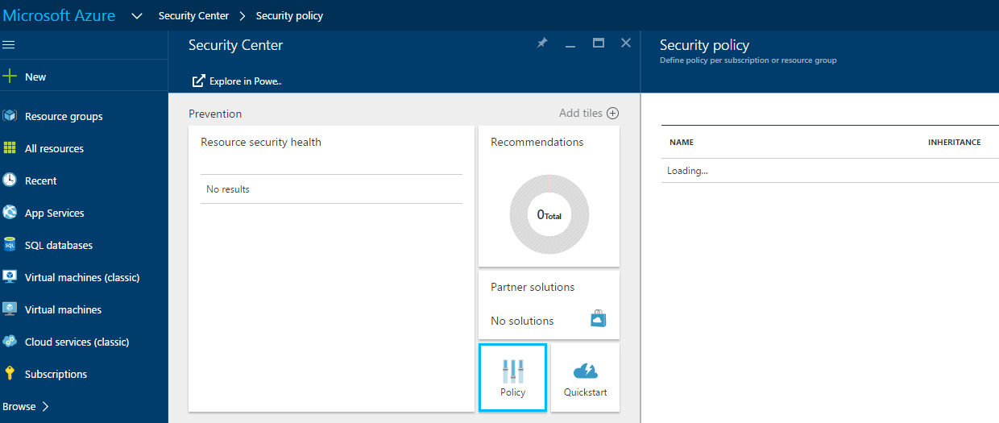 Microsoft Azure Security Center Security policy
New
Resource groups
All resources
Recent
App Services
SQL
SQL databases
Virtual machines (classic)
Virtual machines
Cloud services (classic)
Subscriptions
Browse
Security Center
Explore in Powe...
Prevention
Add tiles
Resource security health
No results
Recommendations
0 Total
Partner solutions
No solutions
Policy
Quickstart
Security policy
Define policy per subscription or resource group
NAME INHERITANCE
Loading...